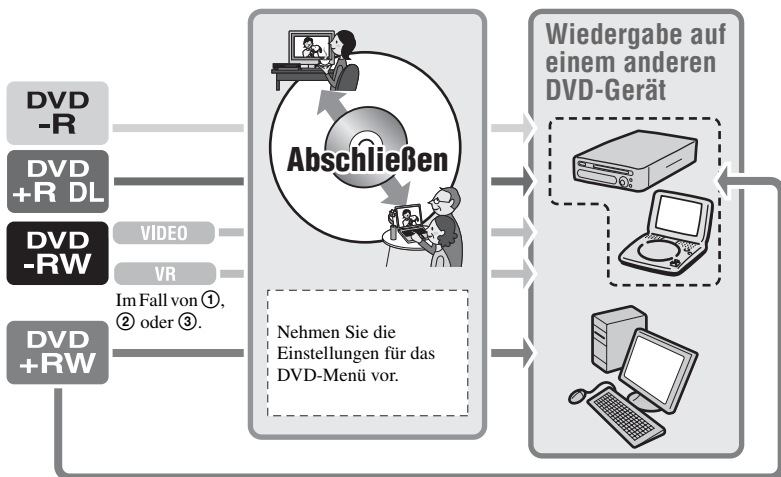 DVD
-R
DVD
+R DL
DVD
-RW
VIDEO
VR
Im Fall von ①,
② oder ③.
DVD
+RW
Abschließen
Nehmen Sie die
Einstellungen für das
DVD-Menü vor.
Wiedergabe auf
einem anderen
DVD-Gerät